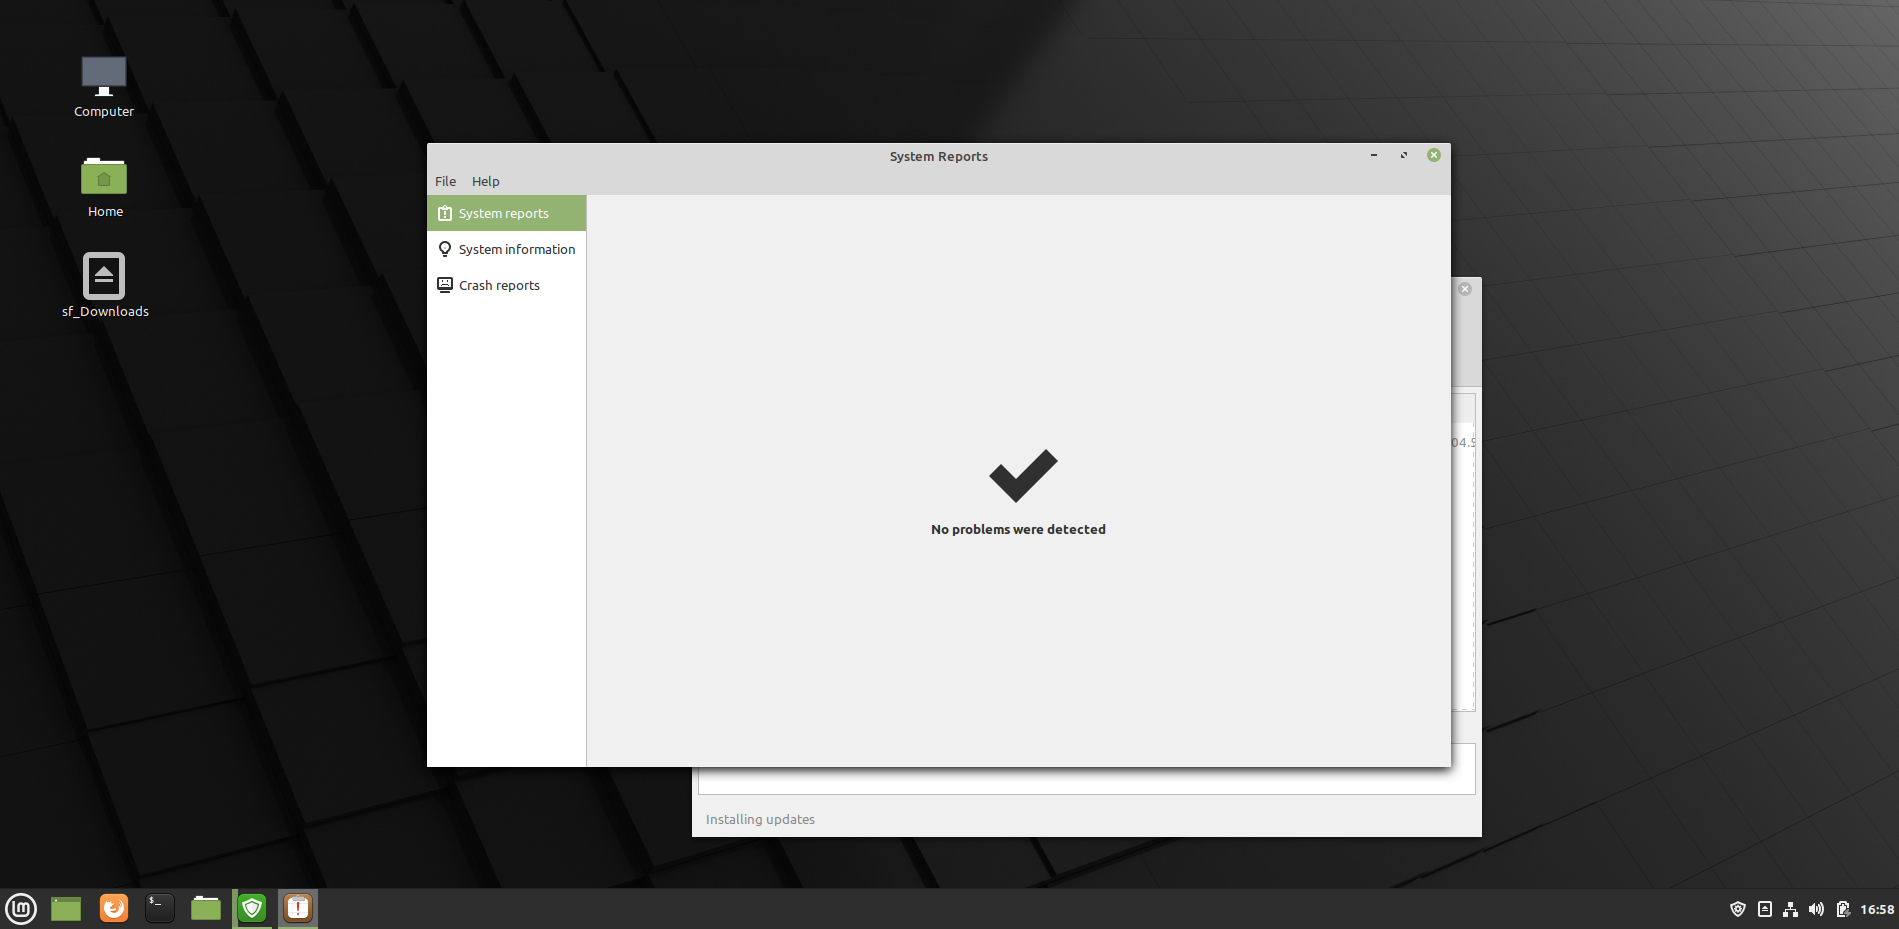 Computer
Home
sf_Downloads
System Reports
File Help
System reports
System information
Crash reports
No problems were detected
04.5
Installing updates
$_
16:58